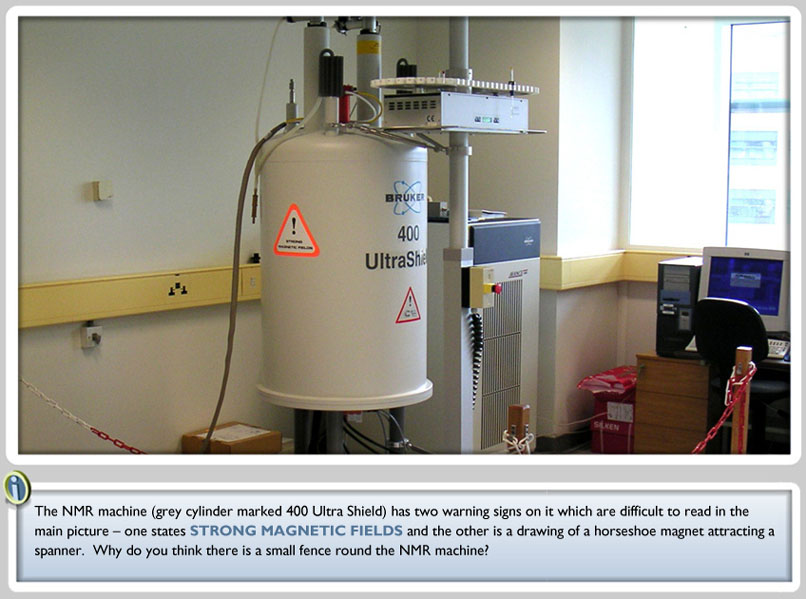 BRUKER
400
!
STRONG
MAGNETIC FIELDS
UltraShie
!
CE
SILKEN
The NMR machine (grey cylinder marked 400 Ultra Shield) has two warning signs on it which are difficult to read in the
main picture – one states STRONG MAGNETIC FIELDS and the other is a drawing of horseshoe magnet attracting a
spanner.  Why do you think there is a small fence round the NMR machine?